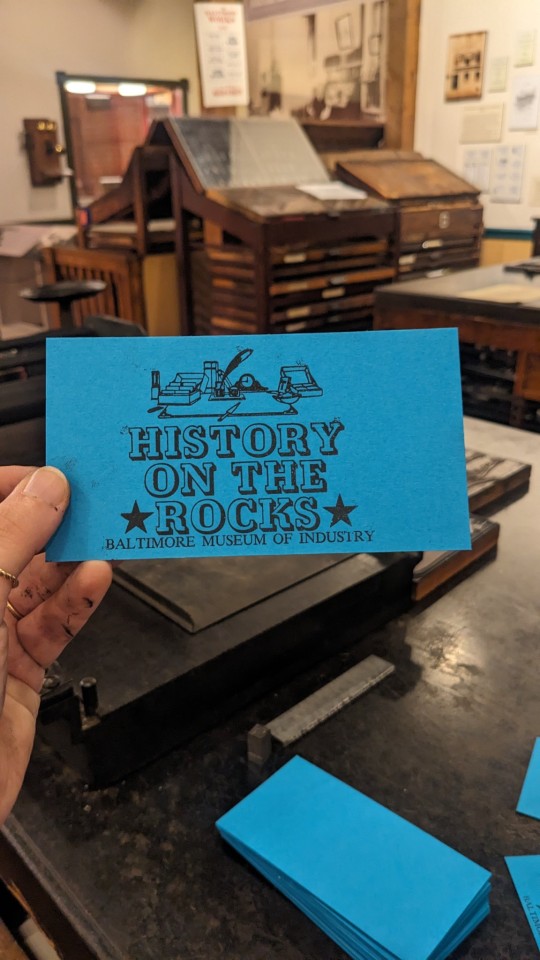 HISTORY
ON THE
★ROCKS★
BALTIMORE MUSEUM OF INDUSTRY